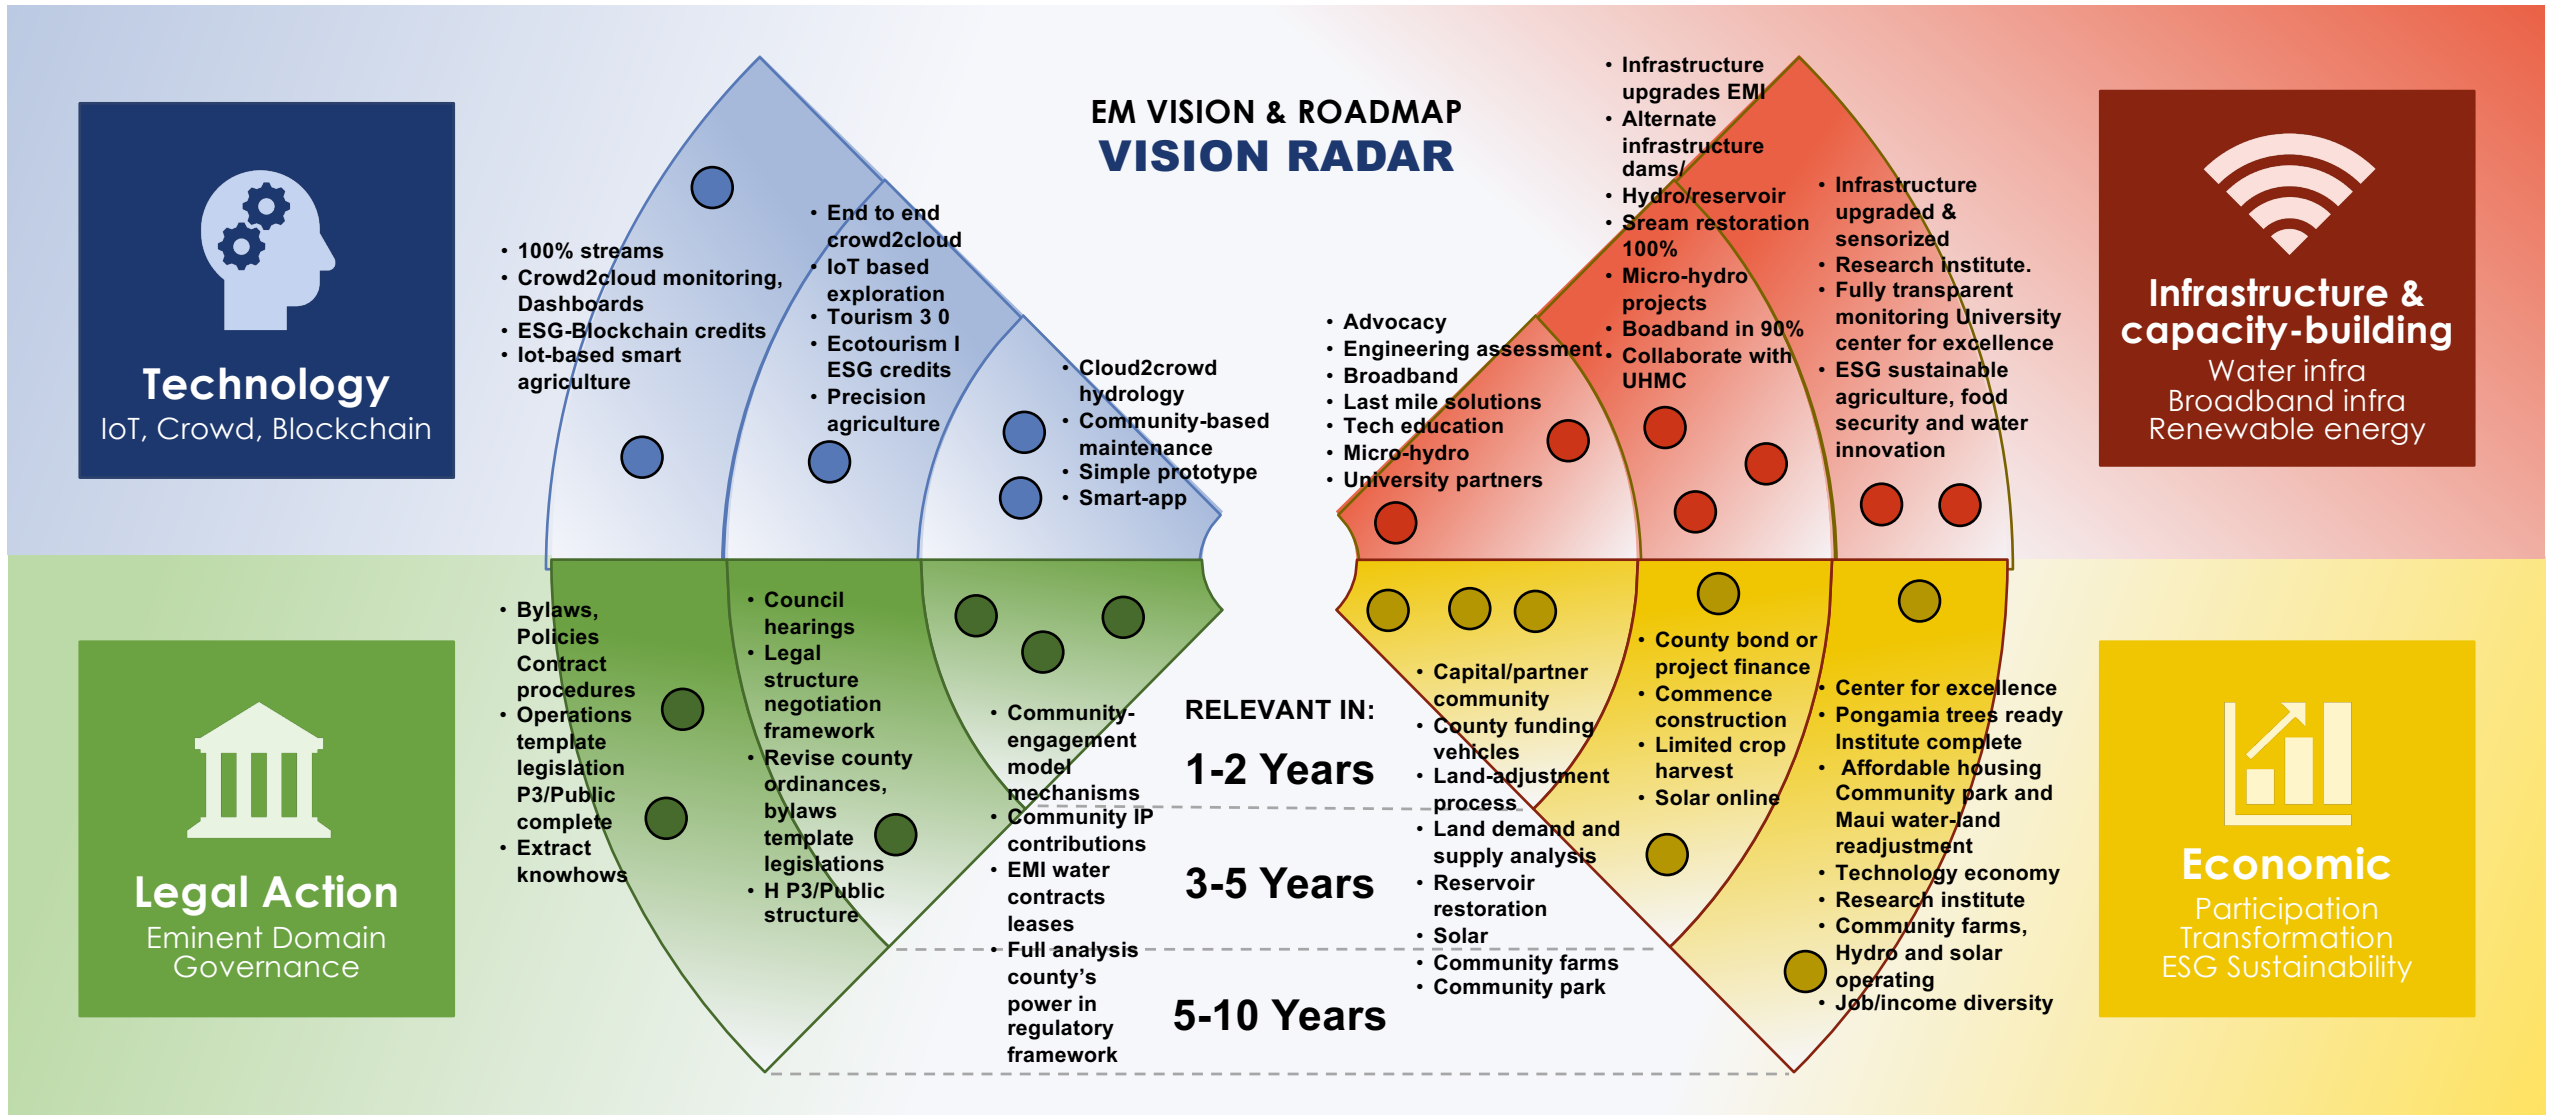 EM VISION & ROADMAP
VISION RADAR
Technology
IoT, Crowd, Blockchain
• 100% streams
• Crowd2cloud monitoring,
Dashboards
• ESG-Blockchain credits
• Iot-based smart
agriculture
• End to end
crowd2cloud
• IoT based
exploration
• Tourism 3 0
• Ecotourism I
ESG credits
• Precision
agriculture
• Cloud2crowd
hydrology
• Community-based
maintenance
• Simple prototype
• Smart-app
• Advocacy
• Engineering assessment
• Broadband
• Last mile solutions
• Tech education
• Micro-hydro
• University partners
• Infrastructure
upgrades EMI
• Alternate
infrastructure
dams/
• Hydro/reservoir
• Sream restoration
100%
• Micro-hydro
projects
• Boadband in 90%
• Collaborate with
UHMC
• Infrastructure
upgraded &
sensorized
• Research institute.
• Fully transparent
monitoring University
center for excellence
• ESG sustainable
agriculture, food
security and water
innovation
Infrastructure &
capacity-building
Water infra
Broadband infra
Renewable energy
Legal Action
Eminent Domain
Governance
• Bylaws,
Policies
Contract
procedures
• Operations
template
legislation
P3/Public
complete
• Extract
knowhows
• Council
hearings
• Legal
structure
negotiation
framework
• Revise county
ordinances,
bylaws
template
legislations
• H P3/Public
structure
• Community-
engagement
model
mechanisms
• Community IP
contributions
• EMI water
contracts
leases
• Full analysis
county’s
power in
regulatory
framework
RELEVANT IN:
1-2 Years
3-5 Years
5-10 Years
• Capital/partner
community
• County funding
vehicles
• Land-adjustment
process
• Land demand and
supply analysis
• Reservoir
restoration
• Solar
• Community farms
• Community park
• County bond or
project finance
• Commence
construction
• Limited crop
harvest
• Solar online
• Center for excellence
• Pongamia trees ready
Institute complete
• Affordable housing
Community park and
Maui water-land
readjustment
• Technology economy
• Research institute
• Community farms,
Hydro and solar
operating
• Job/income diversity
Economic
Participation
Transformation
ESG Sustainability